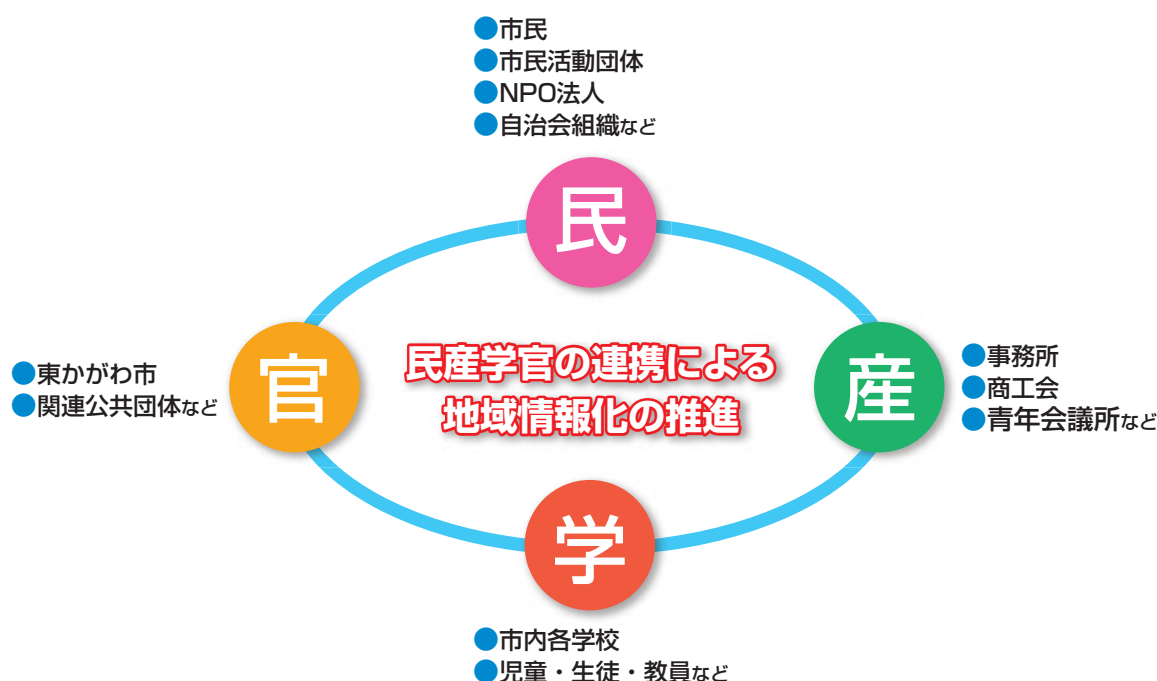 ●市民
●市民活動団体
●NPO法人
●自治会組織など
民
官
●東かがわ市
●関連公共団体など
民産学官の連携による
地域情報化の推進
産
●事務所
●商工会
●青年会議所など
学
●市内各学校
●児童・生徒・教員など